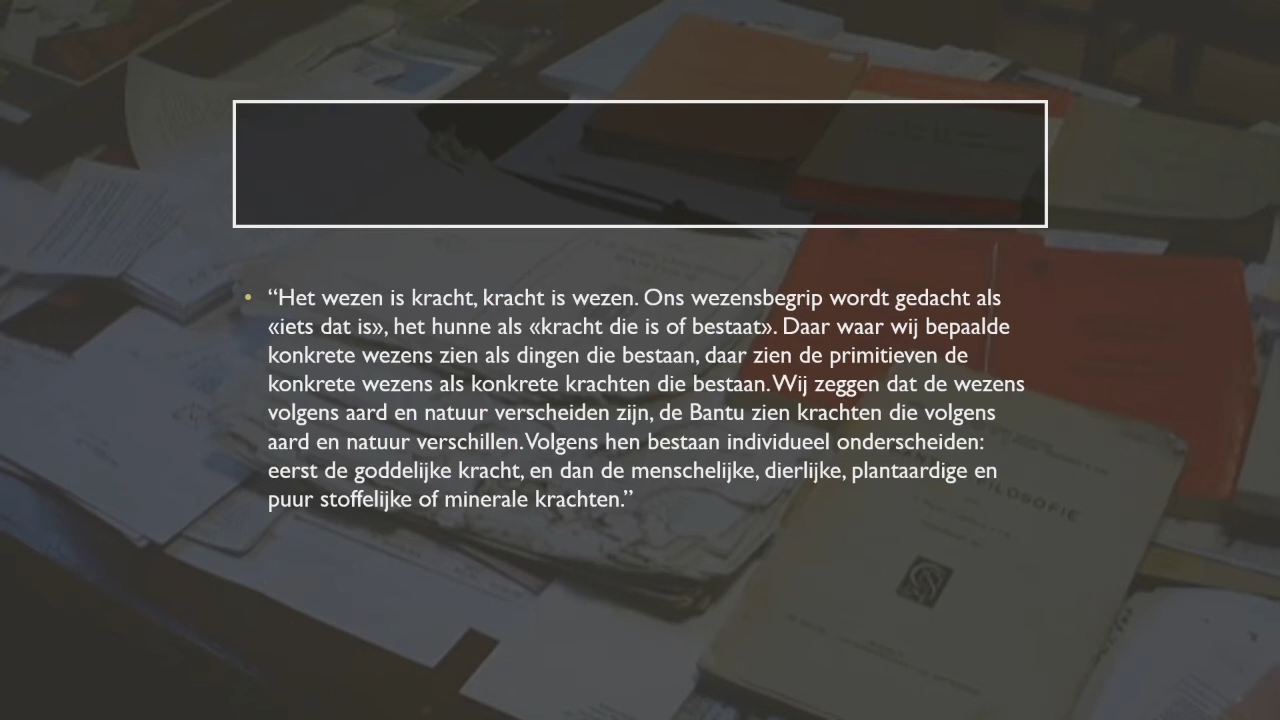 • “Het wezen is kracht, kracht is wezen. Ons wezensbegrip wordt gedacht als
«iets dat is», het hunne als «kracht die is of bestaat». Daar waar wij bepaalde
konkrete wezens zien als dingen die bestaan, daar zien de primitieven de
konkrete wezens als konkrete krachten die bestaan. Wij zeggen dat de wezens
volgens aard en natuur verscheiden zijn, de Bantu zien krachten die volgens
aard en natuur verschillen. Volgens hen bestaan individueel onderscheiden:
eerst de goddelijke kracht, en dan de menschelijke, dierlijke, plantaardige en
puur stoffelijke of minerale krachten.”